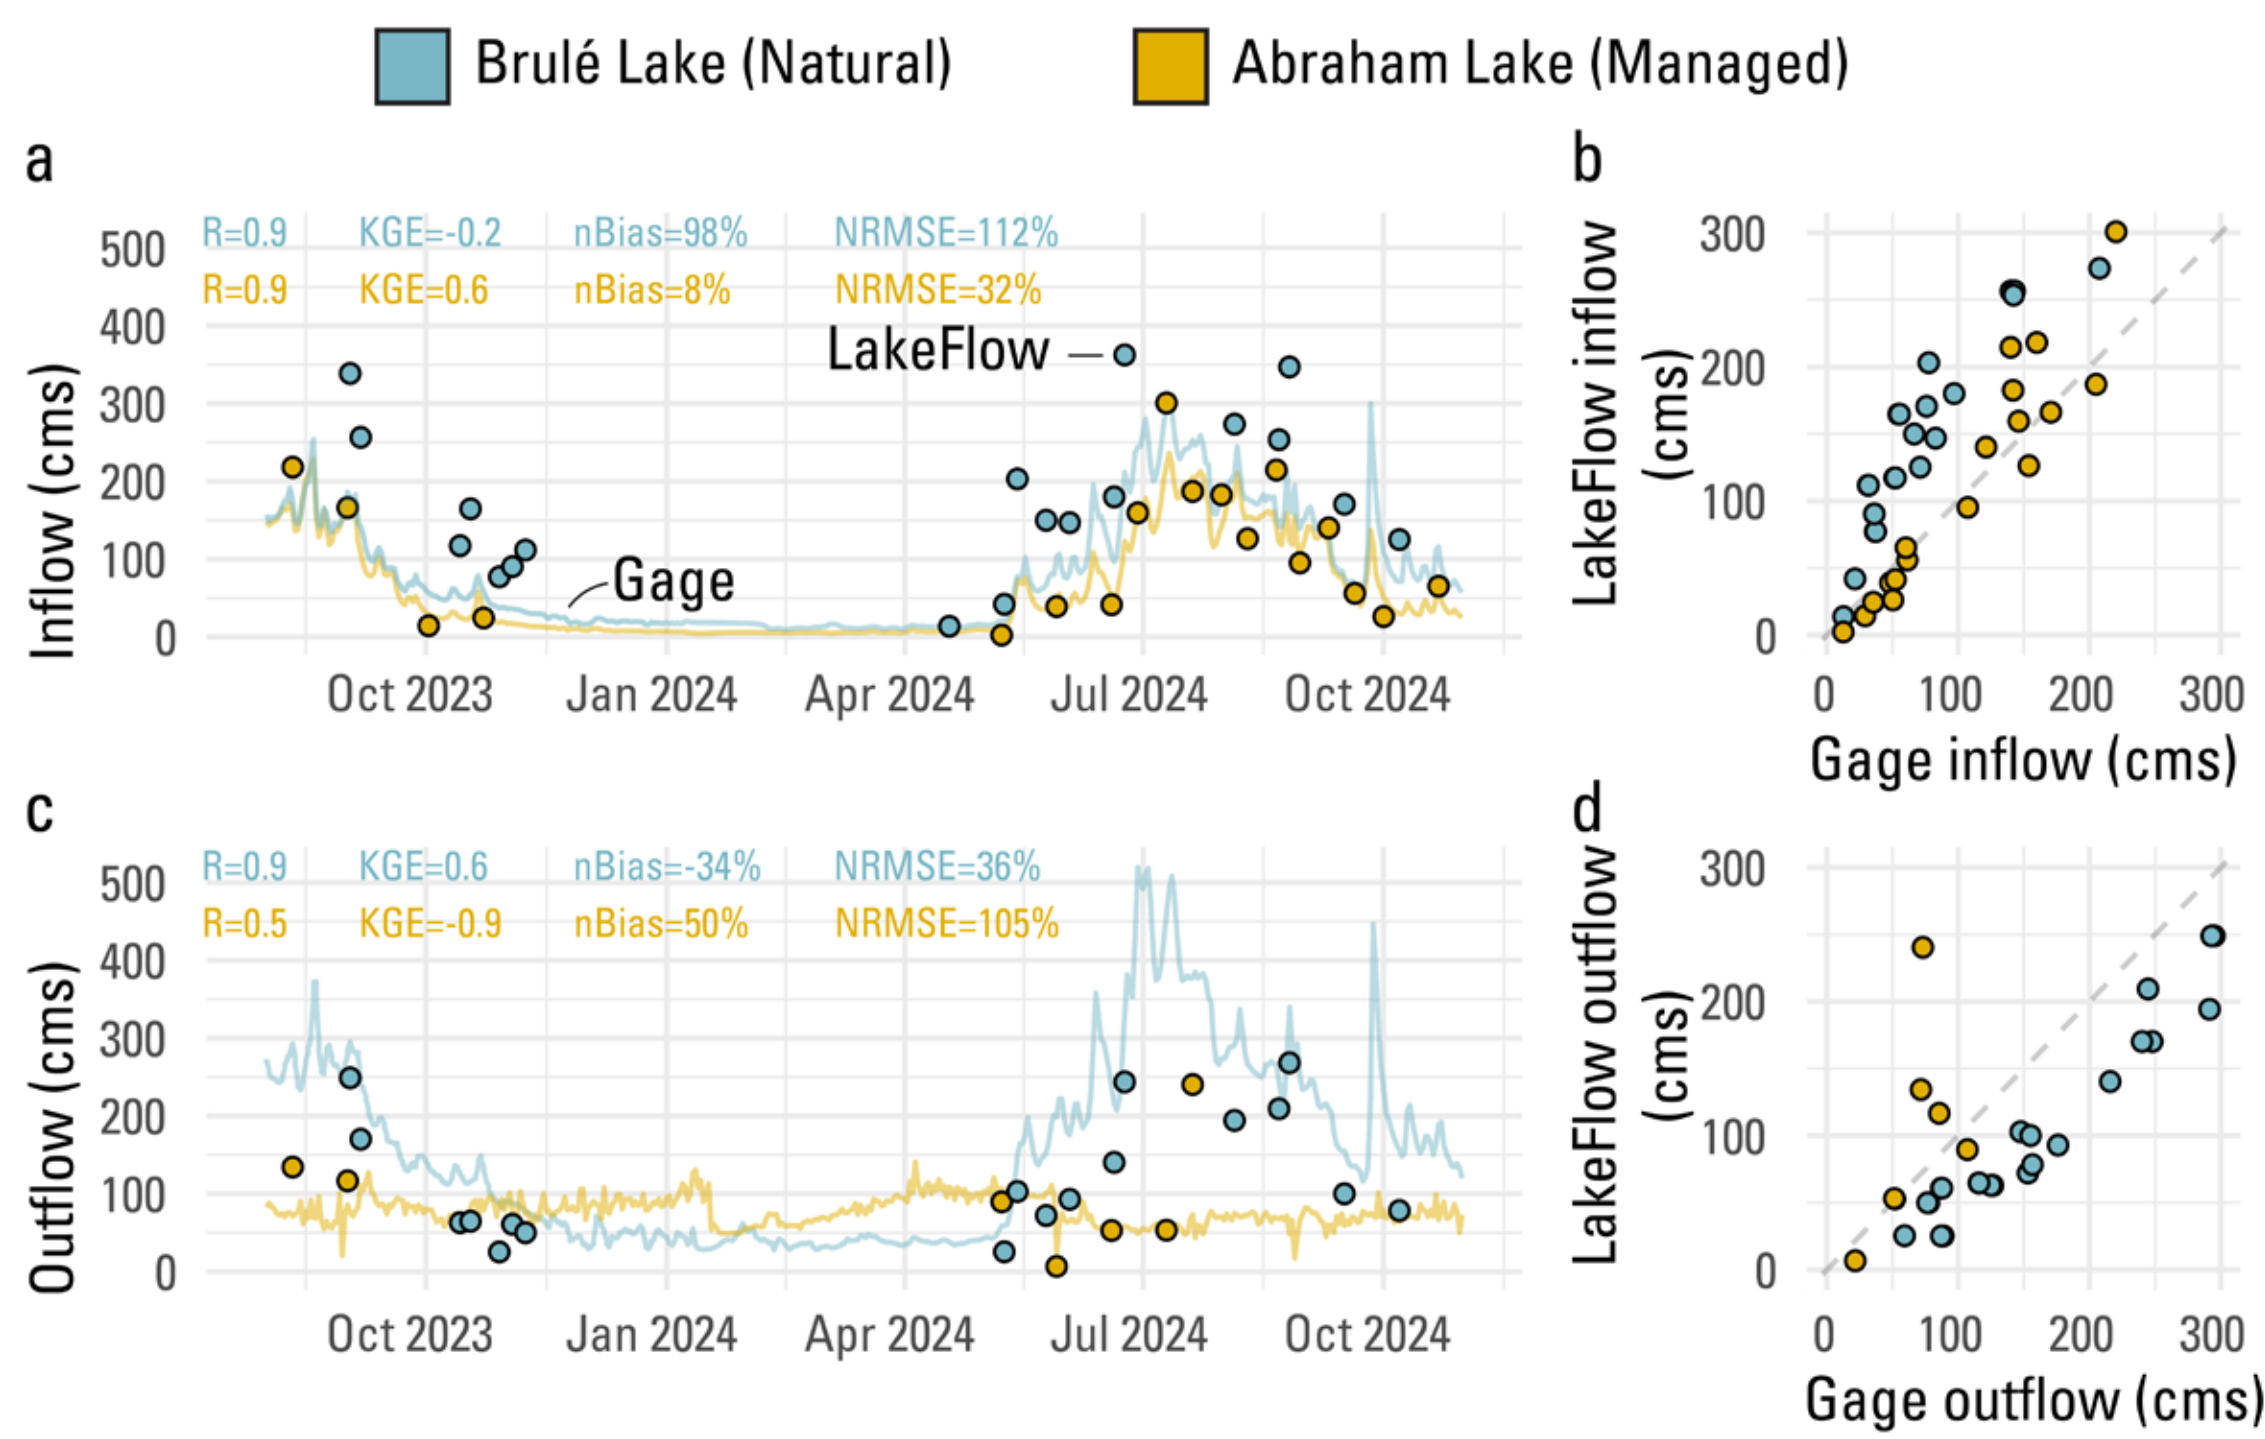 Brulé Lake (Natural) Abraham Lake (Managed)
a
R=0.9 KGE=-0.2 nBias=98% NRMSE=112%
R=0.9 KGE=0.6 nBias=8% NRMSE=32%
Inflow (cms)
500
400
300
200
100
0
LakeFlow
Gage
Oct 2023 Jan 2024 Apr 2024 Jul 2024 Oct 2024
b
LakeFlow inflow
(cms)
300
200
100
0
0 100 200 300
Gage inflow (cms)
c
R=0.9 KGE=0.6 nBias=-34% NRMSE=36%
R=0.5 KGE=-0.9 nBias=50% NRMSE=105%
Outflow (cms)
500
400
300
200
100
0
Oct 2023 Jan 2024 Apr 2024 Jul 2024 Oct 2024
d
LakeFlow outflow
(cms)
300
200
100
0
0 100 200 300
Gage outflow (cms)